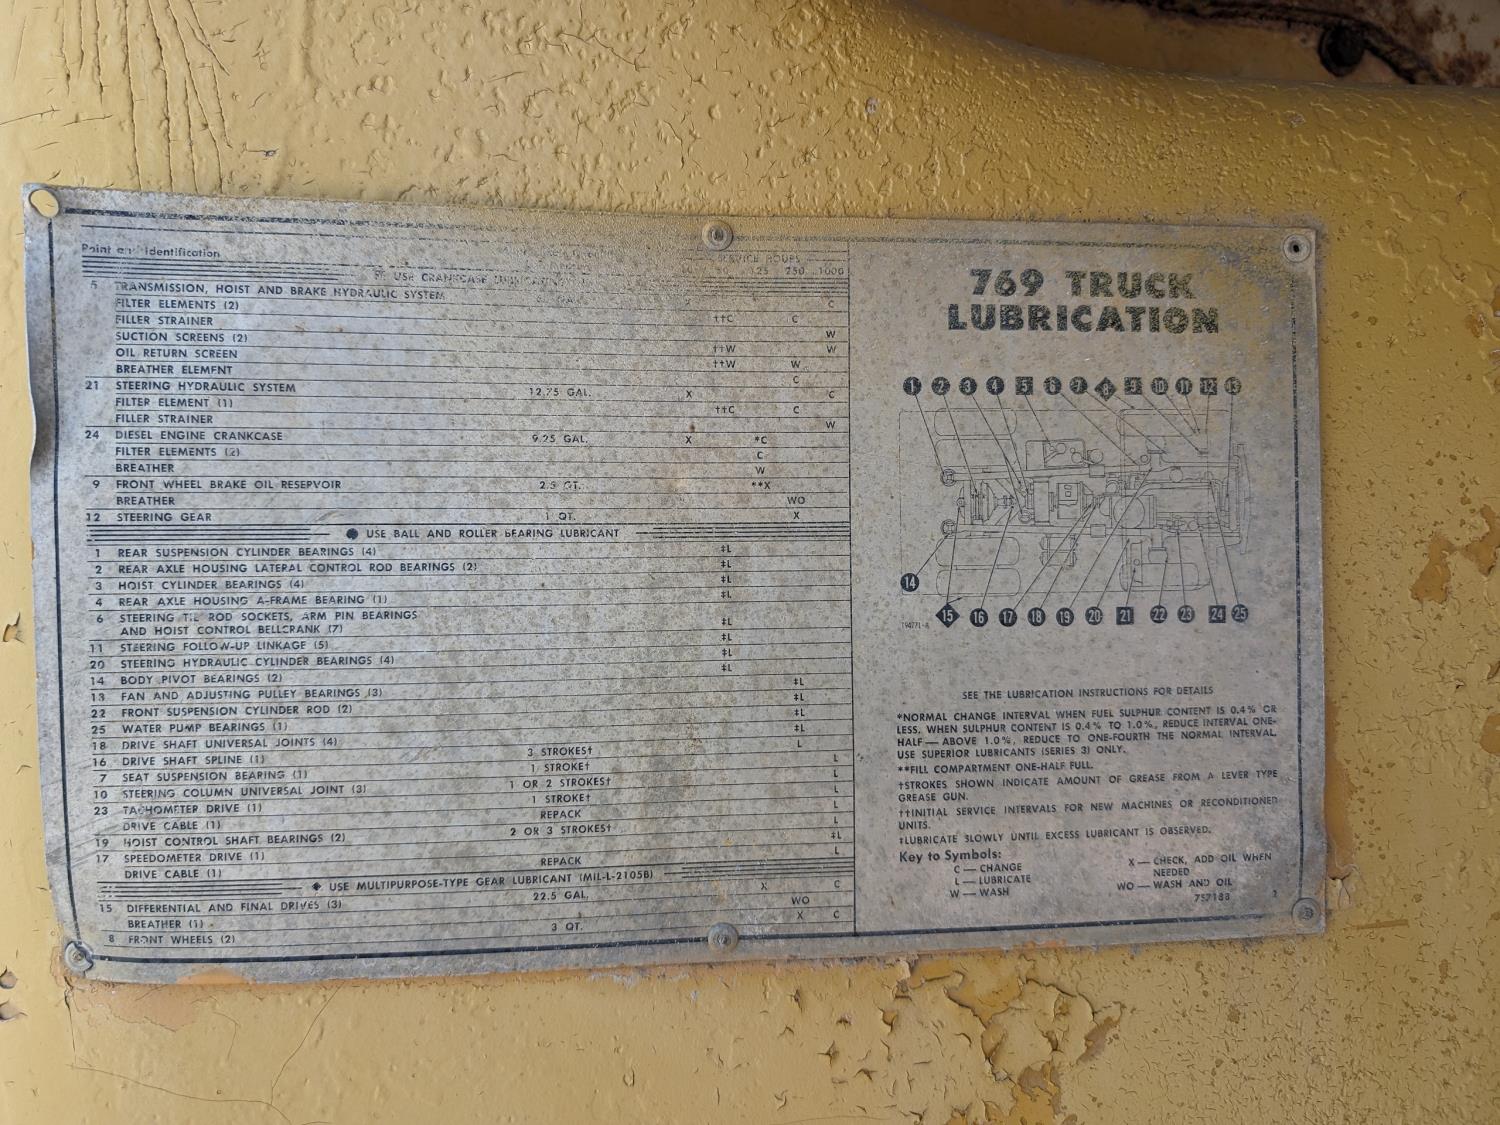 Point and Identification
SERVICE HOURS
10 50 125 250 1000
USE CRANKCASE
5 TRANSMISSION, HOIST AND BRAKE HYDRAULIC SYSTEM GAL. X C
FILTER ELEMENTS (2) ††C C
FILLER STRAINER W
SUCTION SCREENS (2) ††W W
OIL RETURN SCREEN ††W W
BREATHER ELEMENT C
21 STEERING HYDRAULIC SYSTEM 12.75 GAL. X C
FILTER ELEMENT (1) ††C C
FILLER STRAINER W
24 DIESEL ENGINE CRANKCASE 9.25 GAL. X *C
FILTER ELEMENTS (2) C
BREATHER W
9 FRONT WHEEL BRAKE OIL RESERVOIR 2.5 QT. **X
BREATHER WO
12 STEERING GEAR 1 QT. X
● USE BALL AND ROLLER BEARING LUBRICANT
1 REAR SUSPENSION CYLINDER BEARINGS (4) ‡L
2 REAR AXLE HOUSING LATERAL CONTROL ROD BEARINGS (2) ‡L
3 HOIST CYLINDER BEARINGS (4) ‡L
4 REAR AXLE HOUSING A-FRAME BEARING (1) ‡L
6 STEERING TIE ROD SOCKETS, ARM PIN BEARINGS
AND HOIST CONTROL BELLCRANK (7) ‡L
11 STEERING FOLLOW-UP LINKAGE (5) ‡L
20 STEERING HYDRAULIC CYLINDER BEARINGS (4) ‡L
14 BODY PIVOT BEARINGS (2) ‡L
13 FAN AND ADJUSTING PULLEY BEARINGS (3) ‡L
22 FRONT SUSPENSION CYLINDER ROD (2) ‡L
25 WATER PUMP BEARINGS (1) ‡L
18 DRIVE SHAFT UNIVERSAL JOINTS (4) 3 STROKES† L
16 DRIVE SHAFT SPLINE (1) 1 STROKE† L
7 SEAT SUSPENSION BEARING (1) 1 OR 2 STROKES† L
10 STEERING COLUMN UNIVERSAL JOINT (3) 1 STROKE† L
23 TACHOMETER DRIVE (1) REPACK L
DRIVE CABLE (1) 2 OR 3 STROKES† L
19 HOIST CONTROL SHAFT BEARINGS (2) ‡L
17 SPEEDOMETER DRIVE (1) REPACK L
DRIVE CABLE (1)
◆ USE MULTIPURPOSE-TYPE GEAR LUBRICANT (MIL-L-2105B)
15 DIFFERENTIAL AND FINAL DRIVES (3) 22.5 GAL. X C
BREATHER (1) WO
8 FRONT WHEELS (2) 3 QT. X C
769 TRUCK
LUBRICATION
1 2 3 4 5 6 7 8 9 10 11 12 13
14
15 16 17 18 19 20 21 22 23 24 25
SEE THE LUBRICATION INSTRUCTIONS FOR DETAILS
*NORMAL CHANGE INTERVAL WHEN FUEL SULPHUR CONTENT IS 0.4% OR
LESS. WHEN SULPHUR CONTENT IS 0.4% TO 1.0%, REDUCE INTERVAL ONE-
HALF — ABOVE 1.0%, REDUCE TO ONE-FOURTH THE NORMAL INTERVAL.
USE SUPERIOR LUBRICANTS (SERIES 3) ONLY.
**FILL COMPARTMENT ONE-HALF FULL.
†STROKES SHOWN INDICATE AMOUNT OF GREASE FROM A LEVER TYPE
GREASE GUN.
††INITIAL SERVICE INTERVALS FOR NEW MACHINES OR RECONDITIONED
UNITS.
‡LUBRICATE SLOWLY UNTIL EXCESS LUBRICANT IS OBSERVED.
Key to Symbols:
C — CHANGE
L — LUBRICATE
W — WASH
X — CHECK, ADD OIL WHEN
NEEDED
WO — WASH AND OIL
757188 2